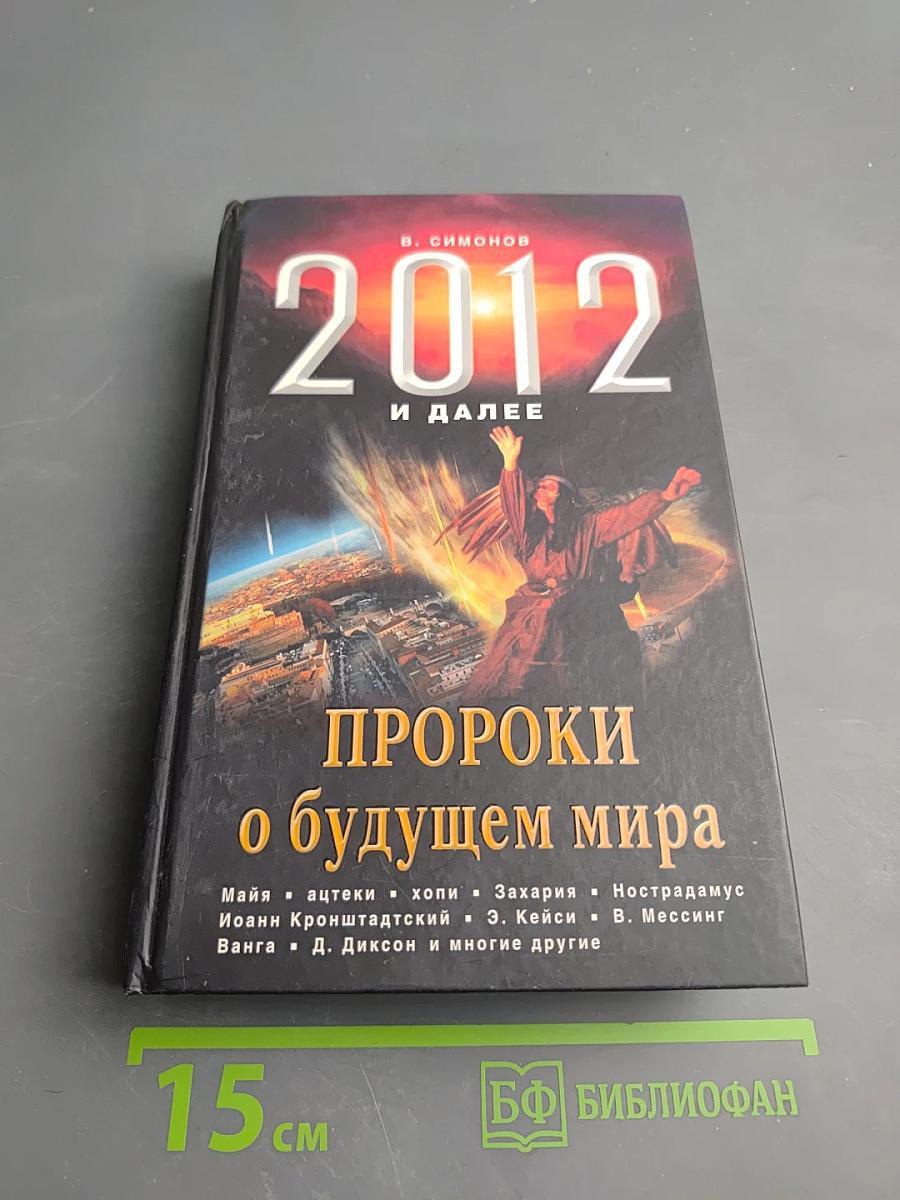 В. СИМОНОВ
2012
И ДАЛЕЕ
ПРОРОКИ
о будущем мира
Майя ▪ ацтеки ▪ хопи ▪ Захария ▪ Нострадамус
Иоанн Кронштадтский ▪ Э. Кейси ▪ В. Мессинг
Ванга ▪ Д. Диксон и многие другие
15 см
БФ БИБЛИОФАН